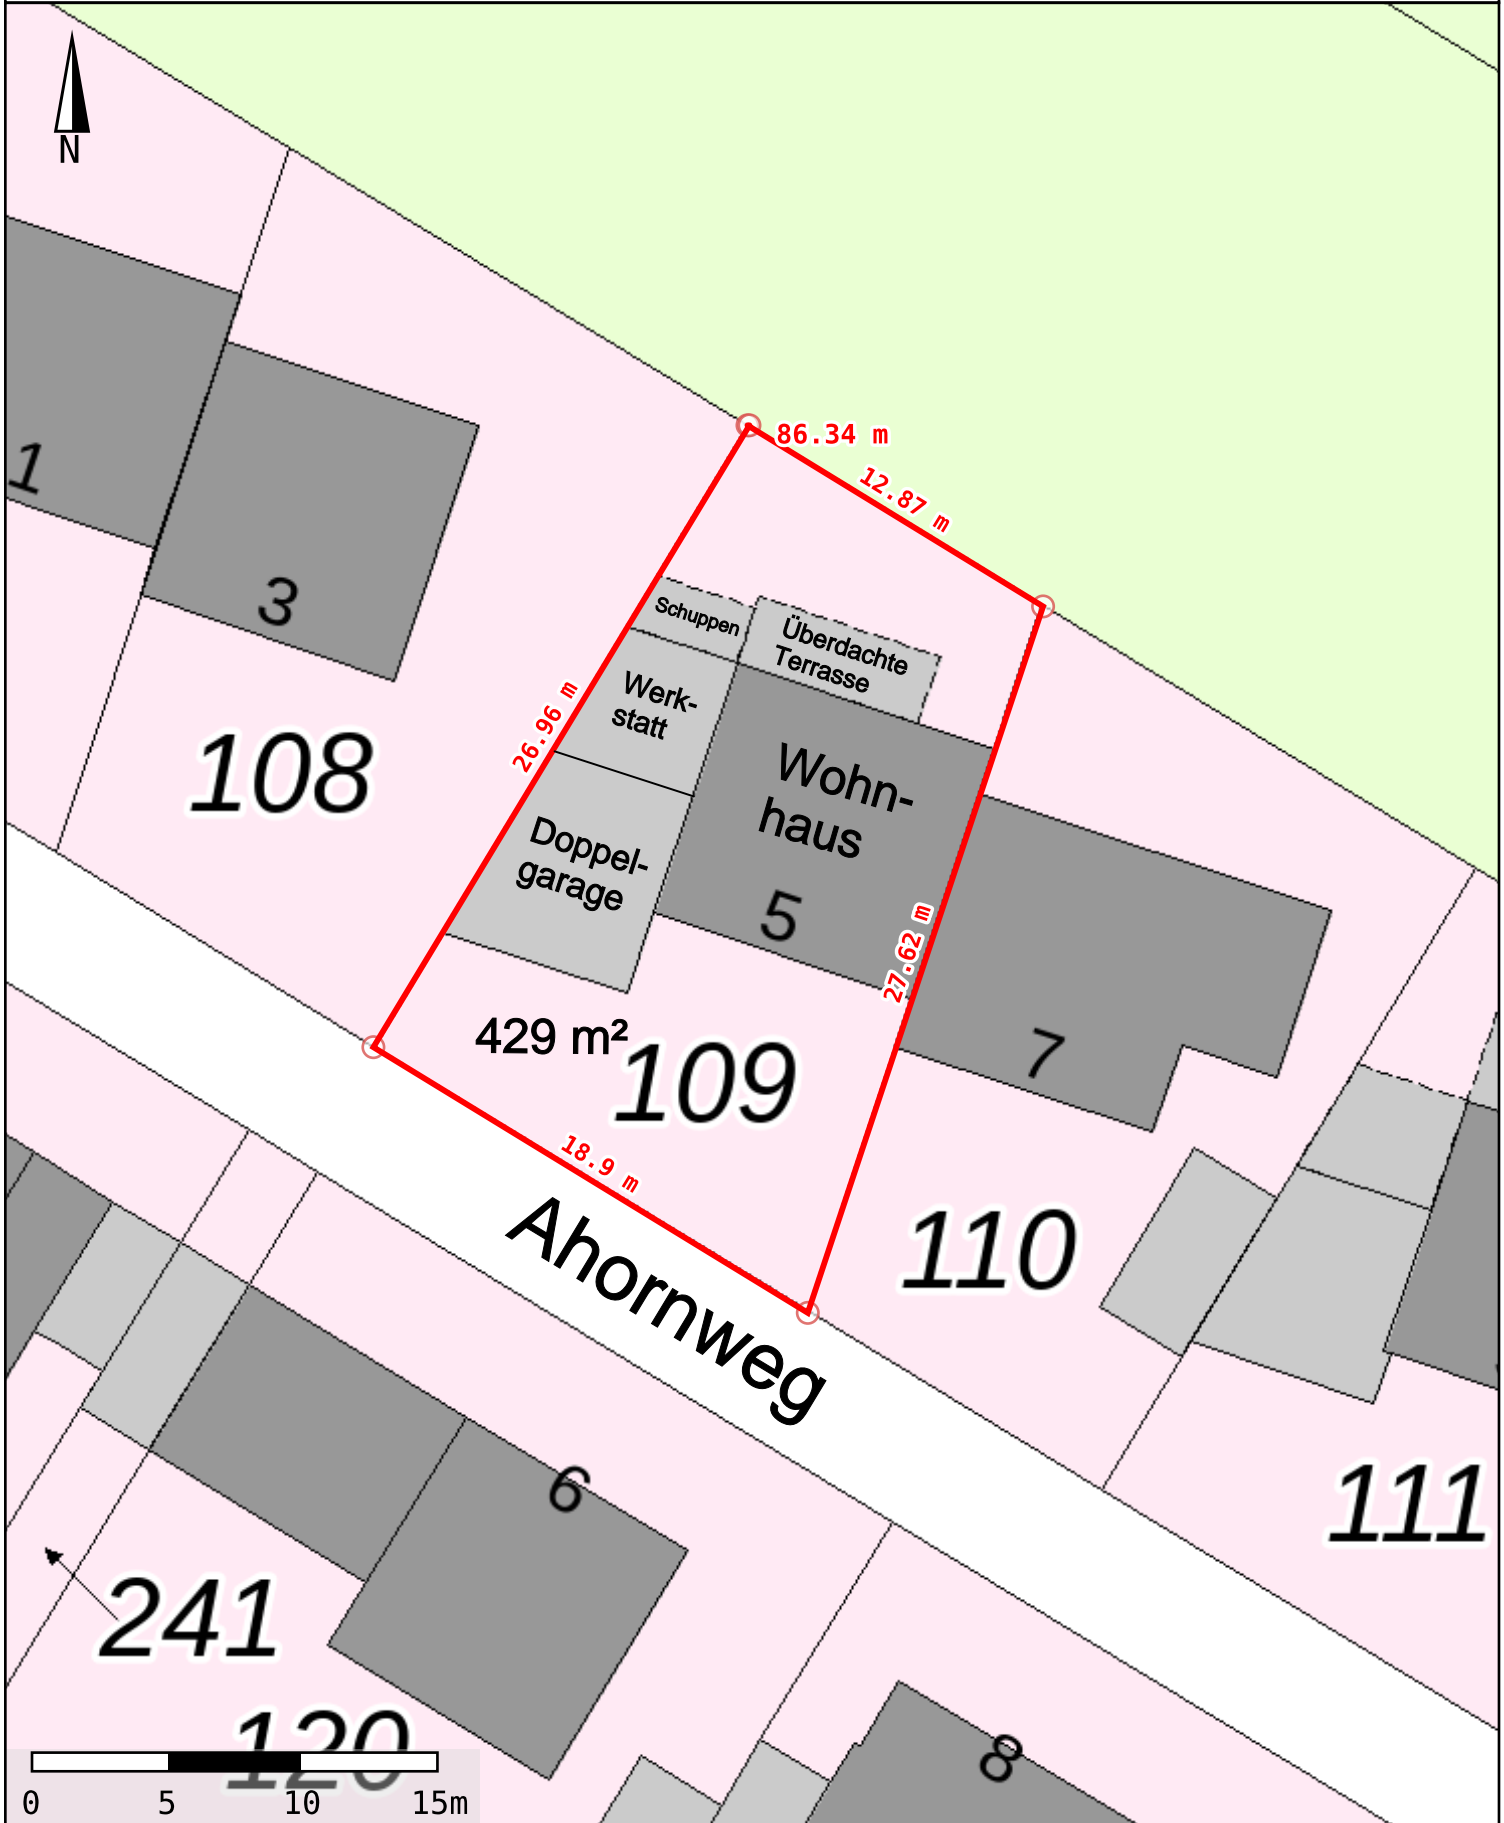 N
86.34 m
12.87 m
1
3
Schuppen
Überdachte
Terrasse
26.96 m
Werk-
statt
108
Wohn-
haus
Doppel-
garage
5
27.62 m
429 m²
109
7
18.9 m
Ahornweg
110
6
111
241
120
8
0 5 10 15m